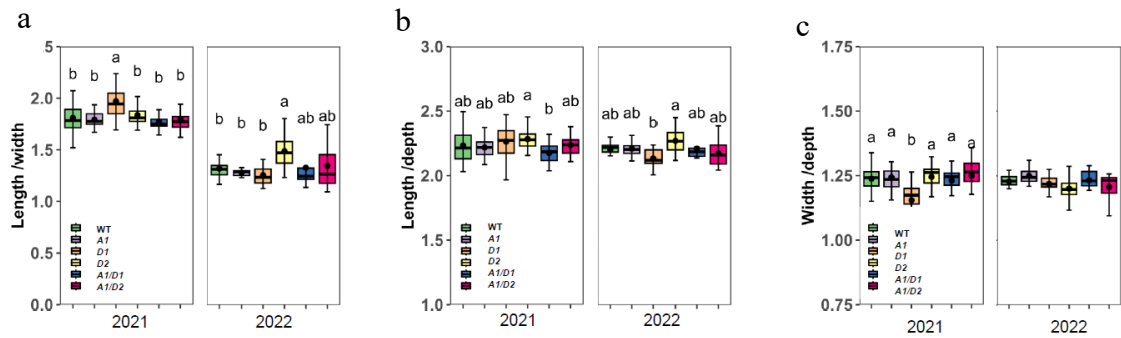 a
Length /width
.5
2.0
1.5
1.0
0.5
0.0
b b a b b b
b b b a ab ab
WT
A1
D1
D2
A1/D1
A1/D2
2021 2022
b
Length /depth
3.0
2.5
2.0
1.5
1.0
ab ab ab a b ab
ab ab b a ab ab
WT
A1
D1
D2
A1/D1
A1/D2
2021 2022
c
Width /depth
1.75
1.50
1.25
1.00
0.75
a a b a a a
WT
A1
D1
D2
A1/D1
A1/D2
2021 2022